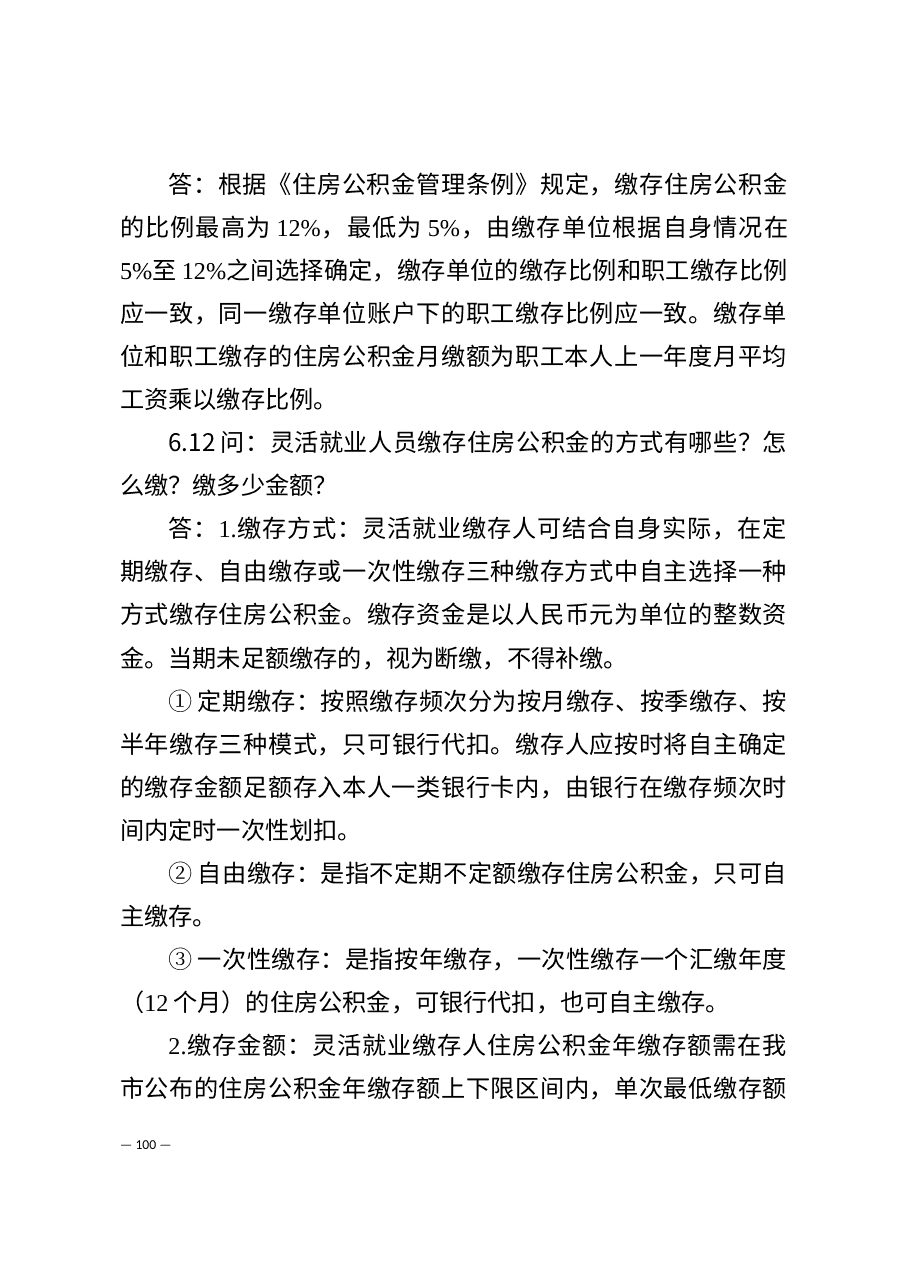 答：根据《住房公积金管理条例》规定，缴存住房公积金
的比例最高为 12%，最低为 5%，由缴存单位根据自身情况在
5%至 12%之间选择确定，缴存单位的缴存比例和职工缴存比例
应一致，同一缴存单位账户下的职工缴存比例应一致。缴存单
位和职工缴存的住房公积金月缴额为职工本人上一年度月平均
工资乘以缴存比例。
6.12 问：灵活就业人员缴存住房公积金的方式有哪些？怎
么缴？缴多少金额？
答：1.缴存方式：灵活就业缴存人可结合自身实际，在定
期缴存、自由缴存或一次性缴存三种缴存方式中自主选择一种
方式缴存住房公积金。缴存资金是以人民币元为单位的整数资
金。当期未足额缴存的，视为断缴，不得补缴。
① 定期缴存：按照缴存频次分为按月缴存、按季缴存、按
半年缴存三种模式，只可银行代扣。缴存人应按时将自主确定
的缴存金额足额存入本人一类银行卡内，由银行在缴存频次时
间内定时一次性划扣。
② 自由缴存：是指不定期不定额缴存住房公积金，只可自
主缴存。
③ 一次性缴存：是指按年缴存，一次性缴存一个汇缴年度
（12 个月）的住房公积金，可银行代扣，也可自主缴存。
2.缴存金额：灵活就业缴存人住房公积金年缴存额需在我
市公布的住房公积金年缴存额上下限区间内，单次最低缴存额
— 100 —